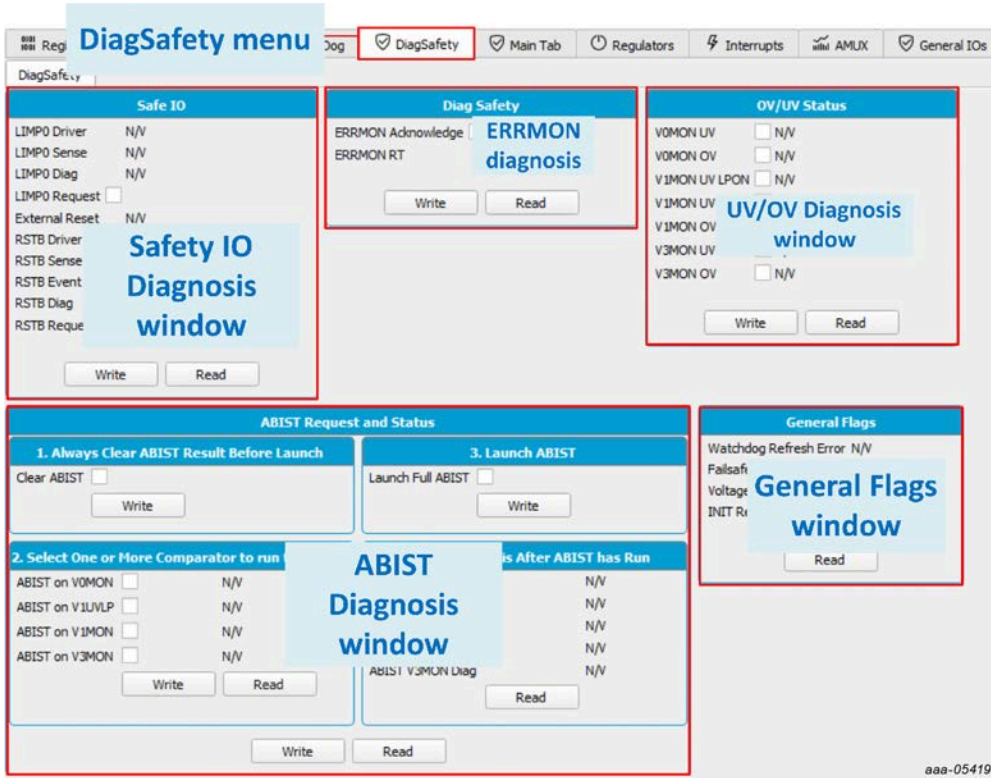 DiagSafety menu
DiagSafety
Main Tab
Regulators
Interrupts
AMUX
General IOs
DiagSafety
Safe IO
LIMP0 Driver N/V
LIMP0 Sense N/V
LIMP0 Diag N/V
LIMP0 Request
External Reset N/V
RSTB Driver
RSTB Sense
RSTB Event
RSTB Diag
Safety IO
Diagnosis
window
Write Read
Diag Safety
ERRMON Acknowledge
ERRMON RT
ERRMON
diagnosis
Write Read
OV/UV Status
V0MON UV N/V
V0MON OV N/V
V1MON UV LPON N/V
V1MON UV
V1MON OV
V3MON UV
V3MON OV N/V
UV/OV Diagnosis
window
Write Read
ABIST Request and Status
1. Always Clear ABIST Result Before Launch
Clear ABIST
Write
3. Launch ABIST
Launch Full ABIST
Write
2. Select One or More Comparator to run
ABIST on V0MON N/V
ABIST on V1UVLP N/V
ABIST on V1MON N/V
ABIST on V3MON N/V
Write Read
After ABIST has Run
N/V
N/V
N/V
N/V
ABIST V3MON Diag N/V
Read
ABIST
Diagnosis
window
Write Read
General Flags
Watchdog Refresh Error N/V
Voltage
INIT
General Flags
window
Read
aaa-05419